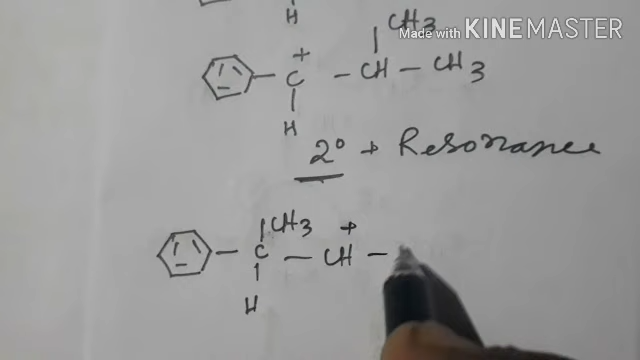 H
CH3
Made with KINEMASTER
+
C - CH - CH3
H
2° + Resonance
CH3 +
C - CH -
H